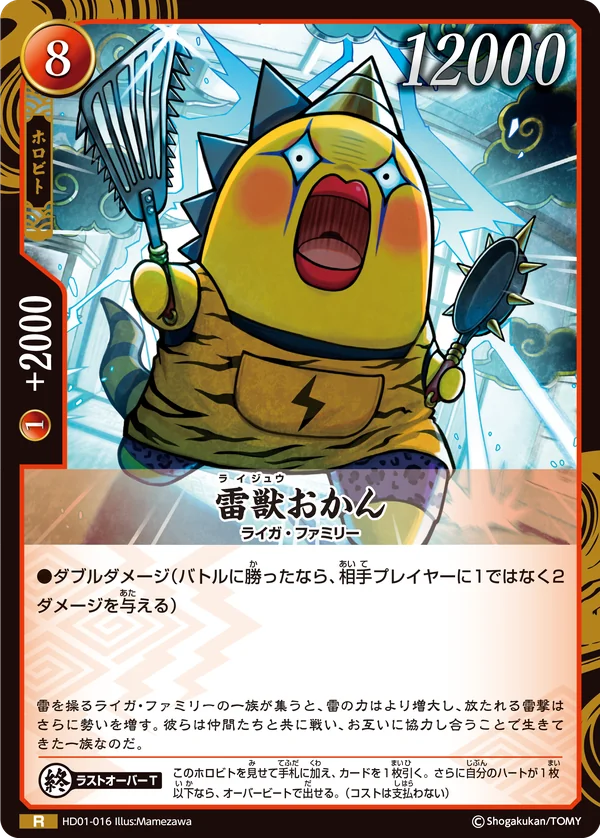 8
12000
ホロビト
+2000
1
ライジュウ
雷獣おかん
ライガ・ファミリー
●ダブルダメージ(バトルに勝ったなら、相手プレイヤーに1ではなく2
ダメージを与える)
雷を操るライガ・ファミリーの一族が集うと、雷の力はより増大し、放たれる雷撃は
さらに勢いを増す。彼らは仲間たちと共に戦い、お互いに協力し合うことで生きて
きた一族なのだ。
終 ラストオーバーT
このホロビトを見せて手札に加え、カードを1枚引く。さらに自分のハートが1枚
以下なら、オーバービートで出せる。(コストは支払わない)
R HD01-016 Illus:Mamezawa
©Shogakukan/TOMY